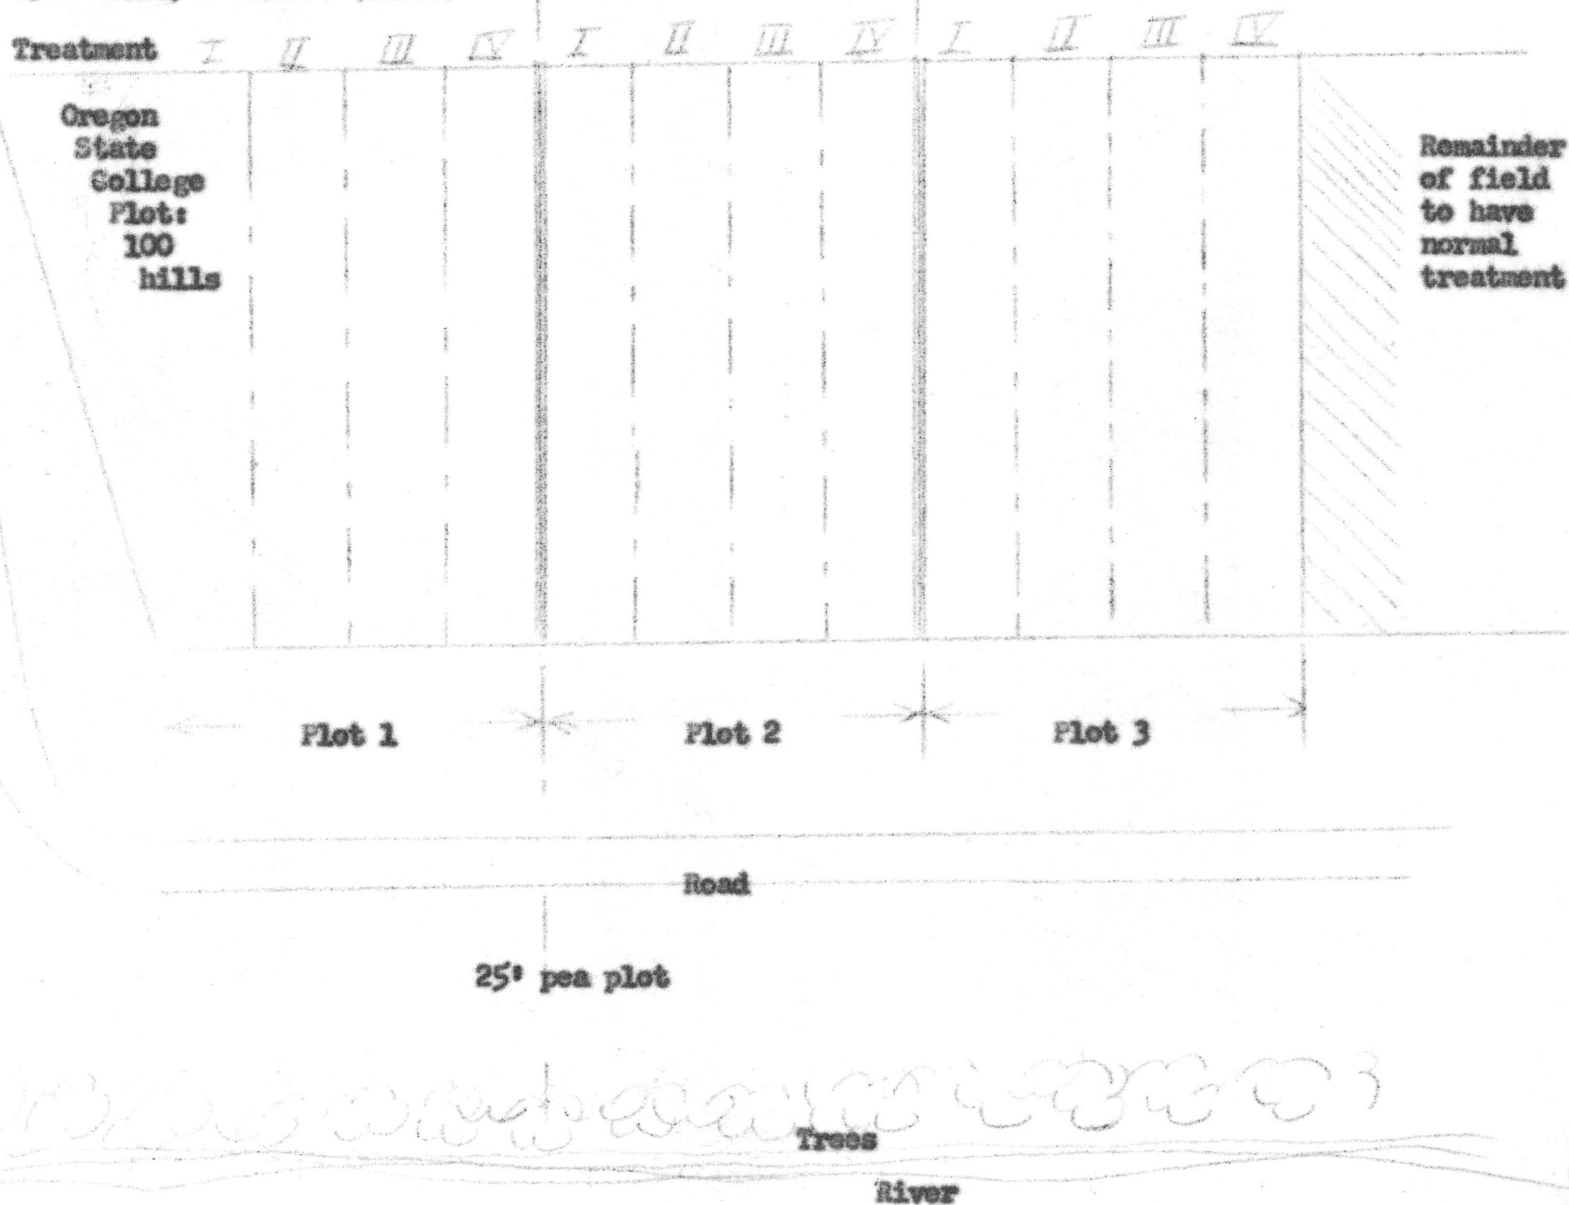 Treatment I II III IV I II III IV I II III IV
Oregon
State
College
Plot:
100
hills
Remainder
of field
to have
normal
treatment
Plot 1 Plot 2 Plot 3
Road
25' pea plot
Trees
River